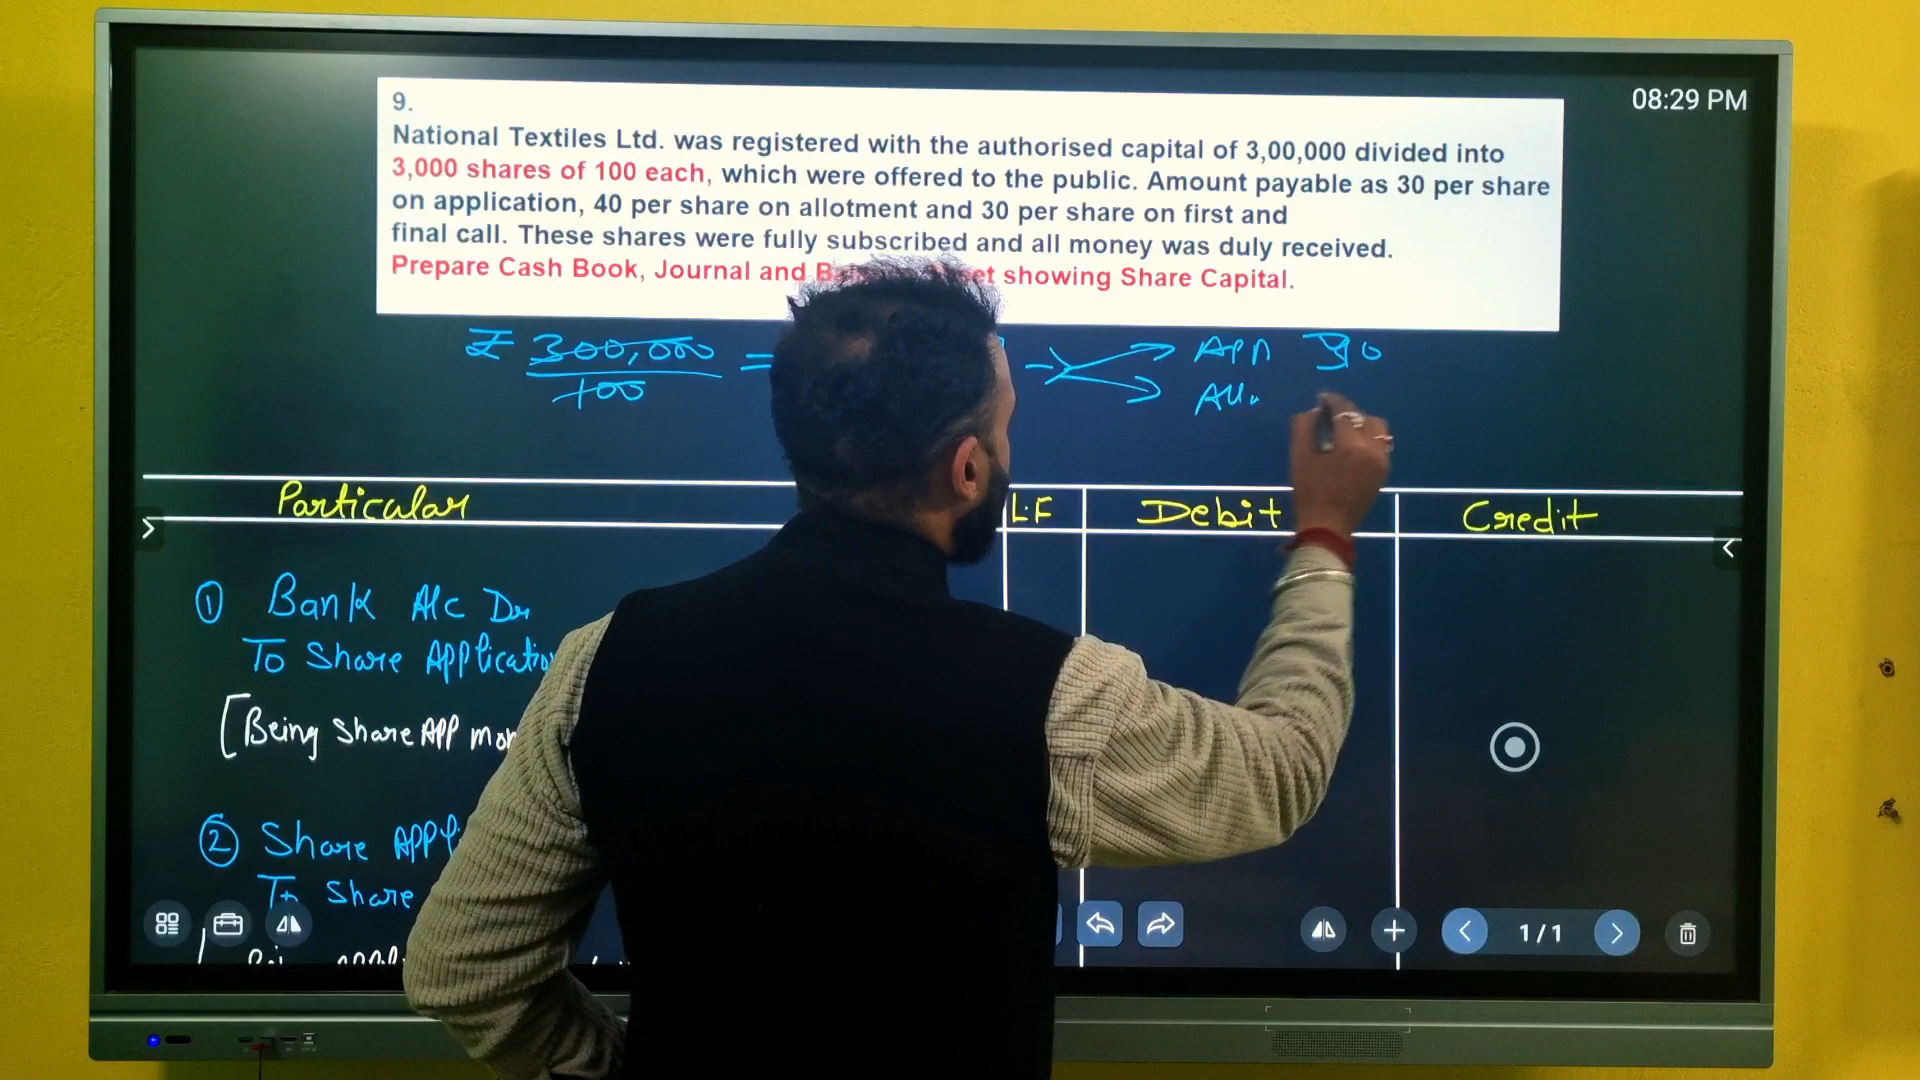 08:29 PM
9.
National Textiles Ltd. was registered with the authorised capital of 3,00,000 divided into
3,000 shares of 100 each, which were offered to the public. Amount payable as 30 per share
on application, 40 per share on allotment and 30 per share on first and
final call. These shares were fully subscribed and all money was duly received.
Prepare Cash Book, Journal and showing Share Capital.
₹ 300,000 = App 30
100 All.
Particular L.F Debit Credit
① Bank A/c Dr
To Share Application
[Being Share App
② Share
To Share
1/1